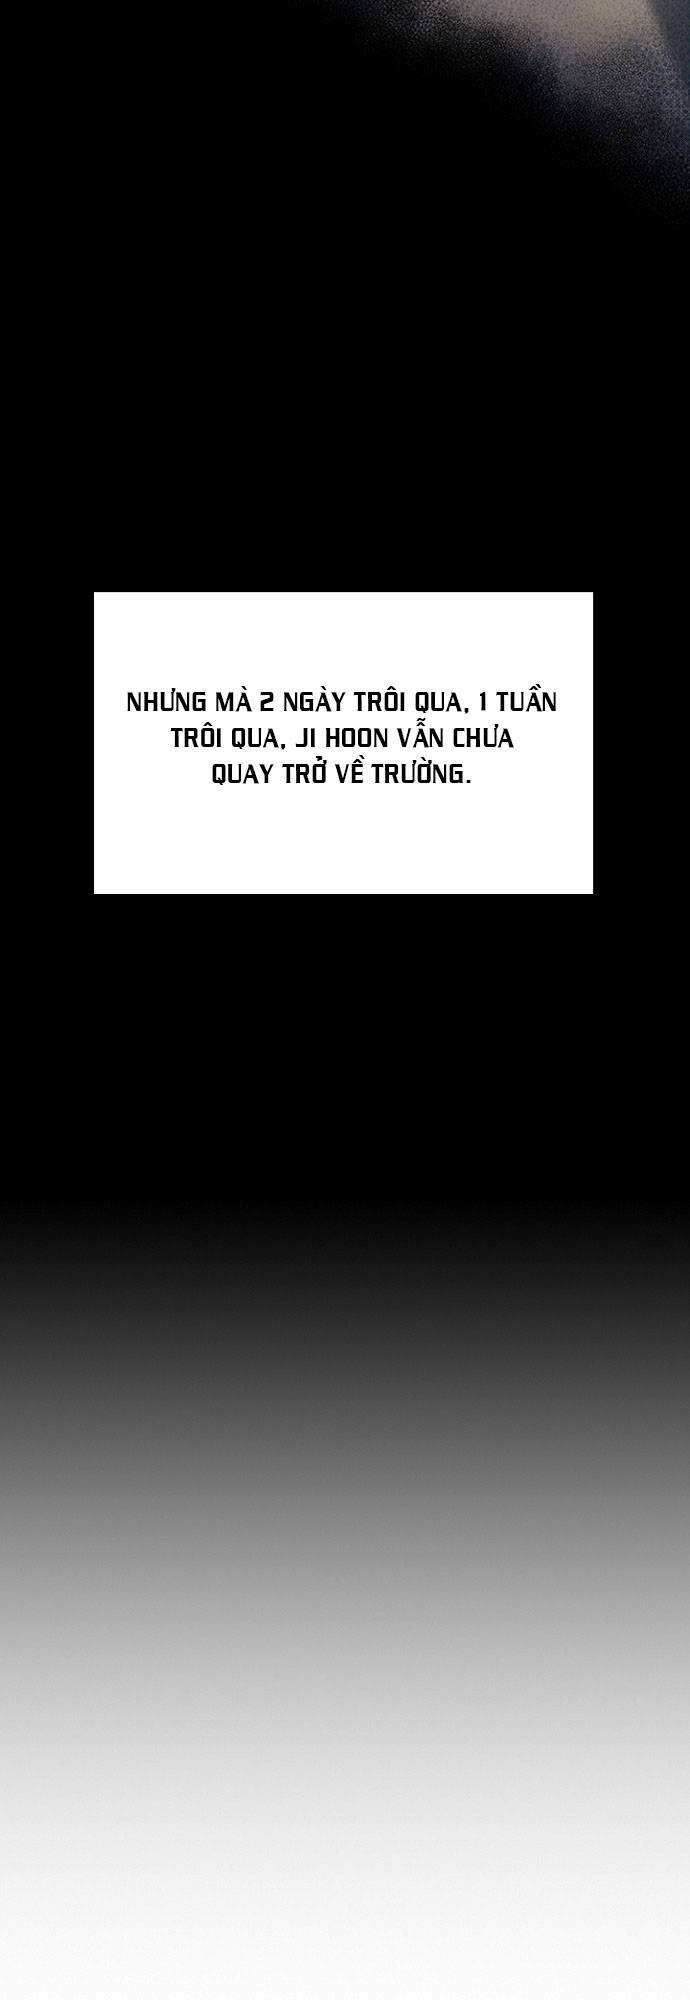 NHƯNG MÀ 2 NGÀY TRÔI QUA, 1 TUẦN
TRÔI QUA, JI HOON VẪN CHƯA
QUAY TRỞ VỀ TRƯỜNG.